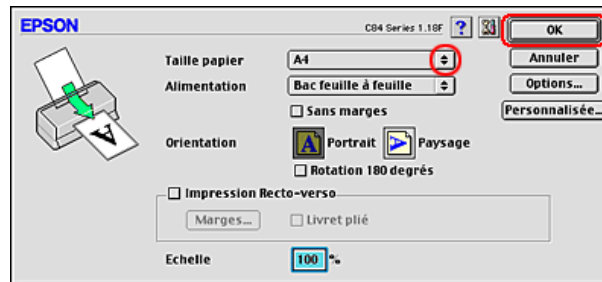 EPSON C84 Series 1.18F ? OK
Taille papier A4 Annuler
Alimentation Bac feuille à feuille Options...
Sans marges Personnalisée...
Orientation A Portrait A Paysage
Rotation 180 degrés
Impression Recto-verso
Marges... Livret plié
Echelle 100 %
A